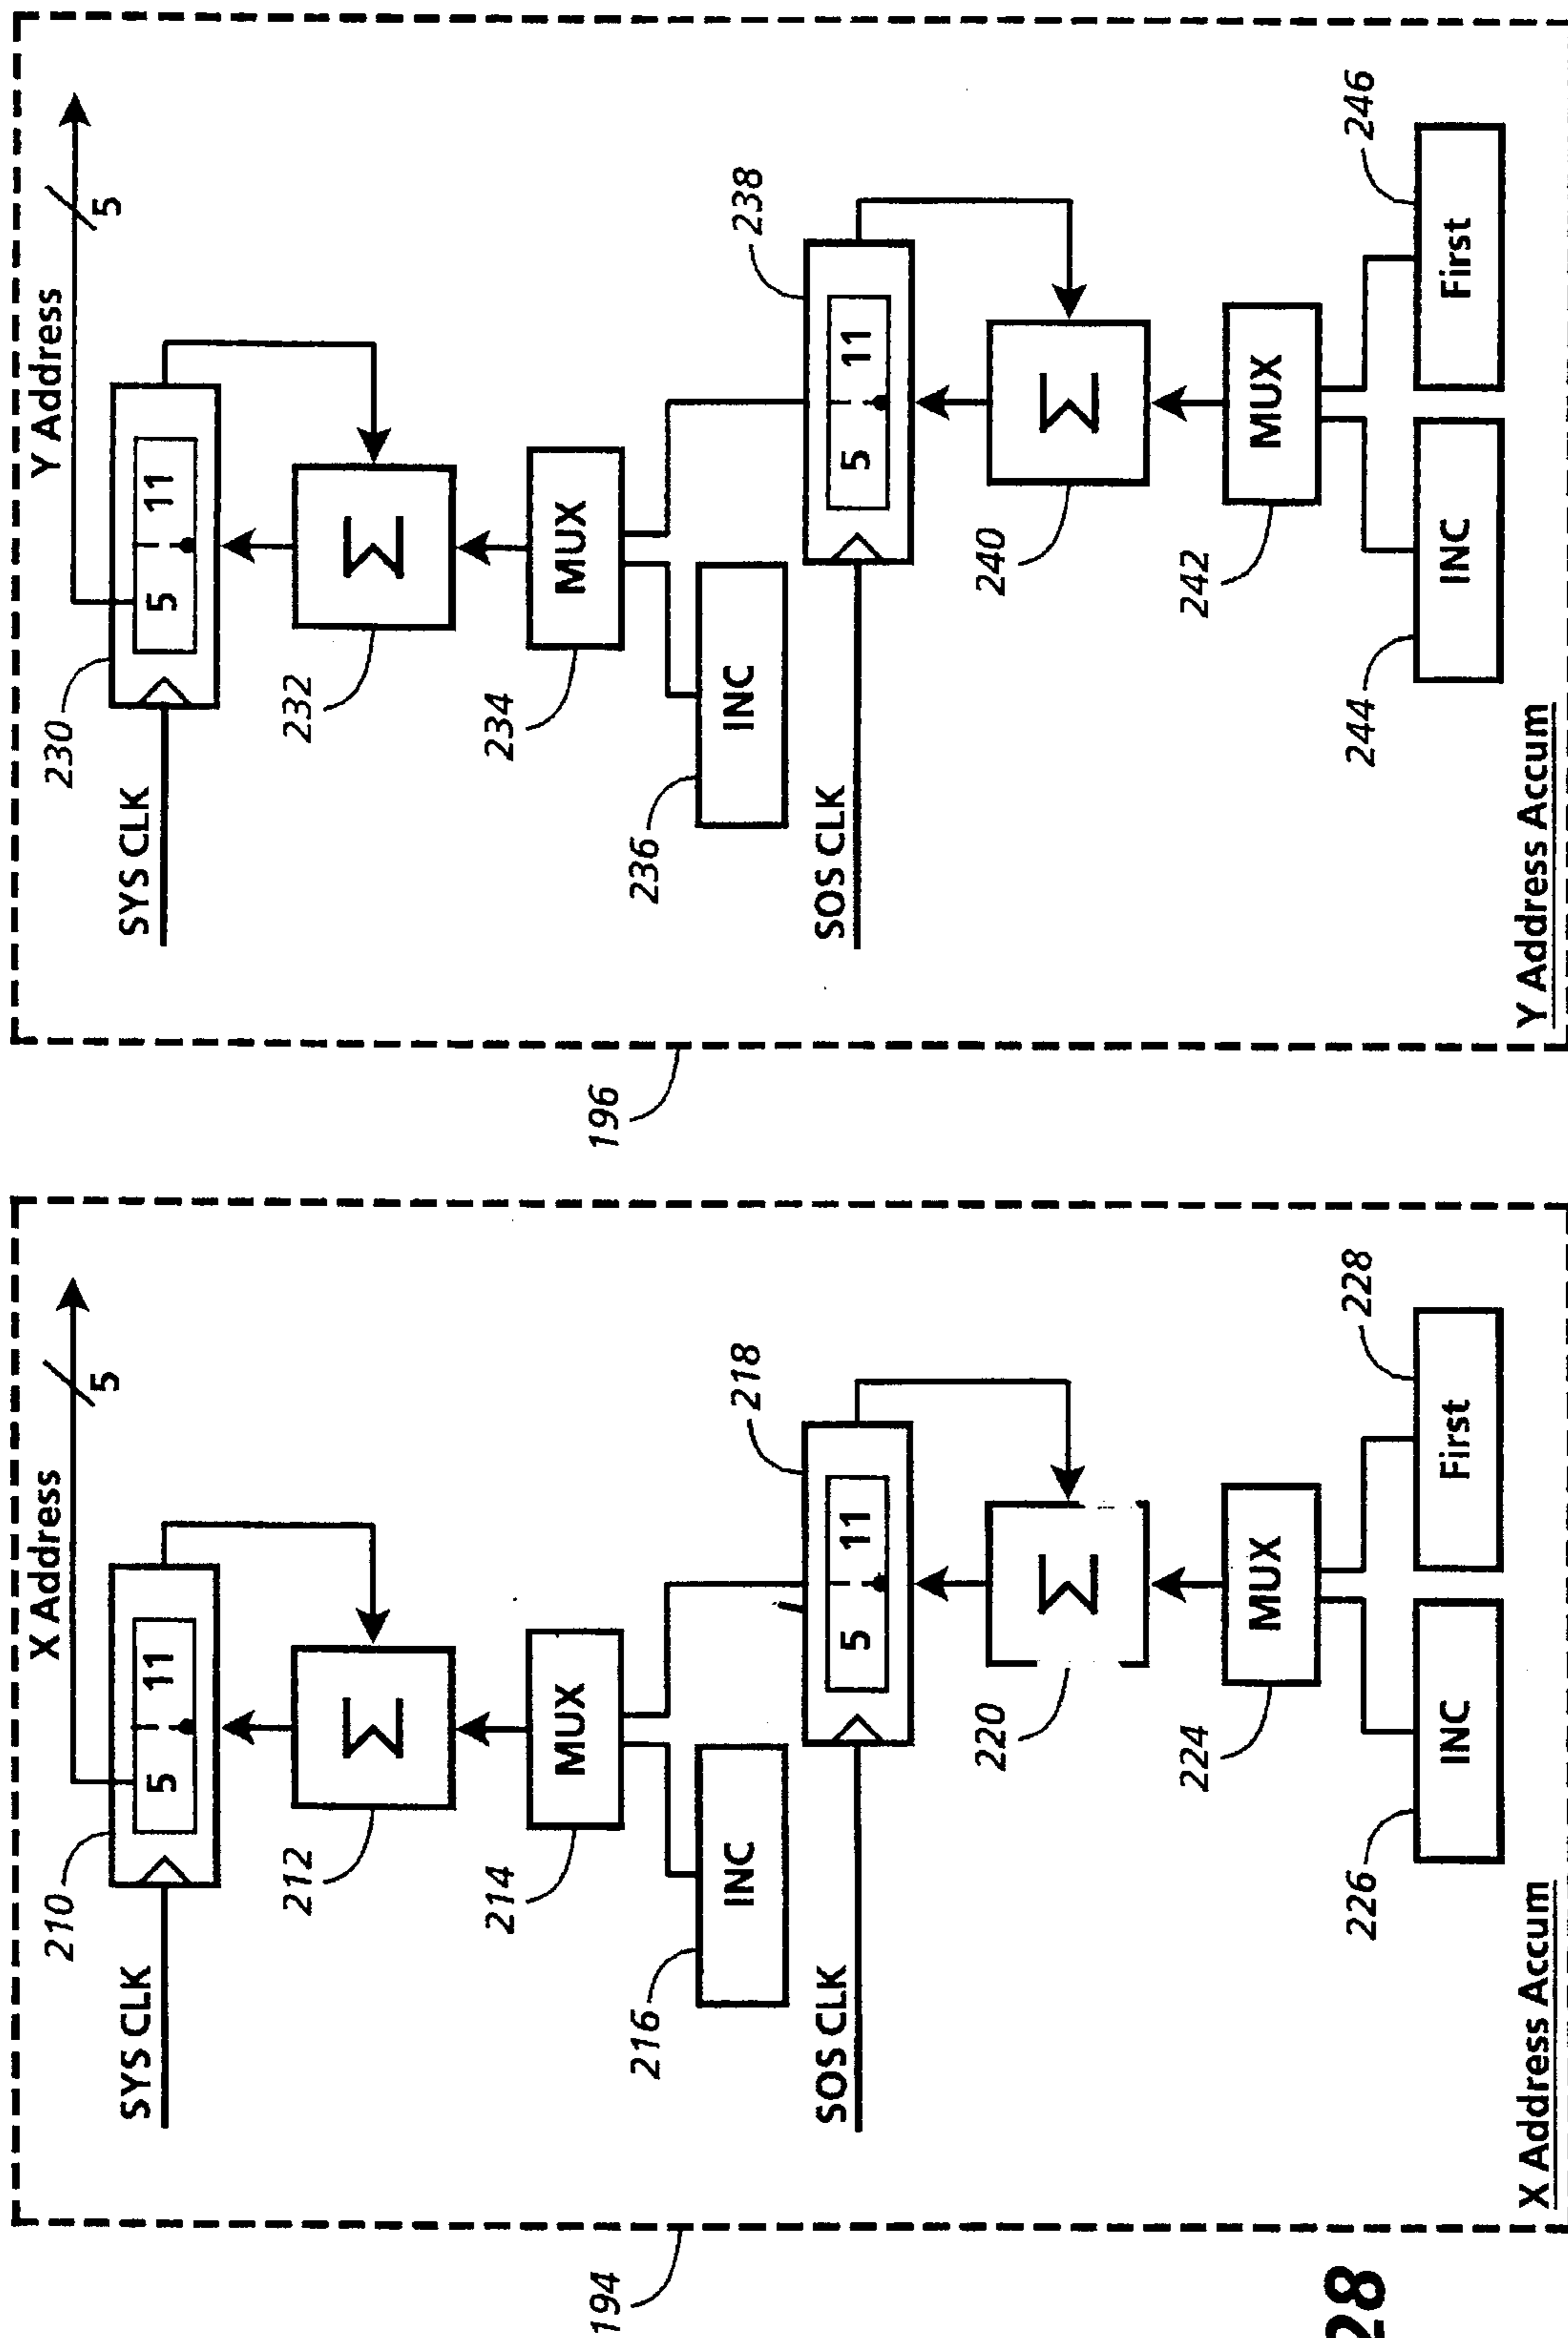 X Address
5
210
5 11
SYS CLK
212
Σ
214
MUX
216
INC
218
5 11
SOS CLK
220
Σ
224
MUX
226
INC
228
First
X Address Accum
194
Y Address
5
230
5 11
SYS CLK
232
Σ
234
MUX
236
INC
238
5 11
SOS CLK
240
Σ
242
MUX
244
INC
246
First
Y Address Accum
196
28